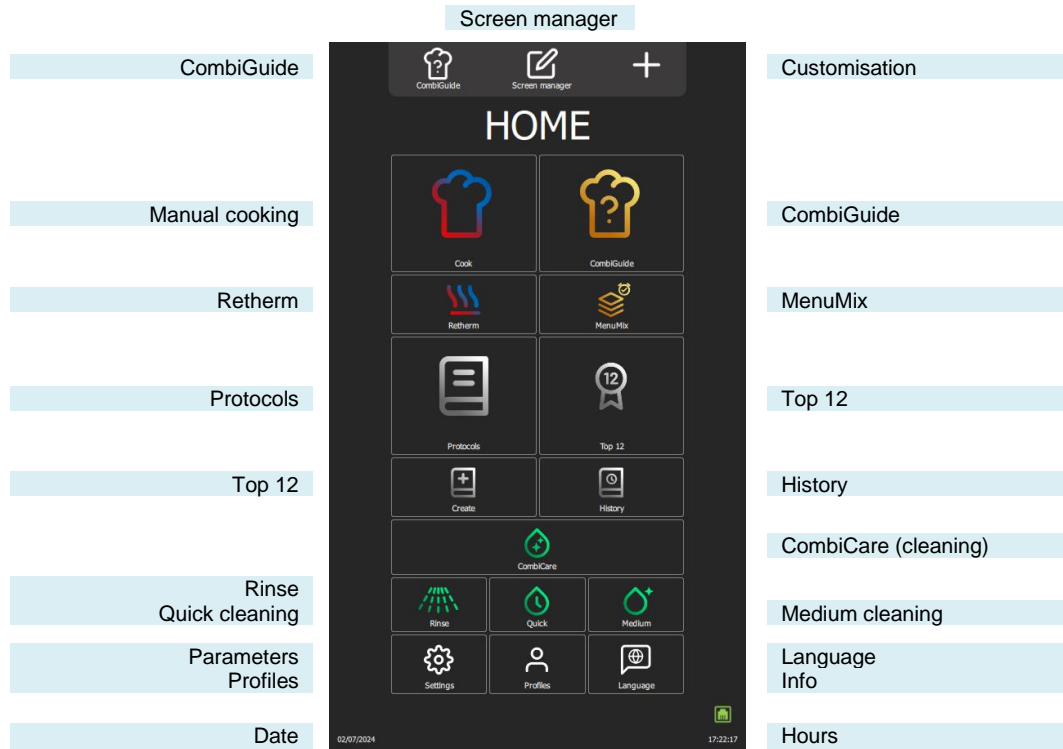 Screen manager
CombiGuide
CombiGuide
Screen manager
Customisation
HOME
Manual cooking
Cook
CombiGuide
CombiGuide
Retherm
Retherm
MenuMix
MenuMix
Protocols
12
Top 12
Protocols
Top 12
Top 12
Create
History
History
CombiCare
CombiCare (cleaning)
Rinse
Quick cleaning
Rinse
Quick
Medium
Medium cleaning
Parameters
Profiles
Settings
Profiles
Language
Language
Info
Date
02/07/2024
17:22:17
Hours